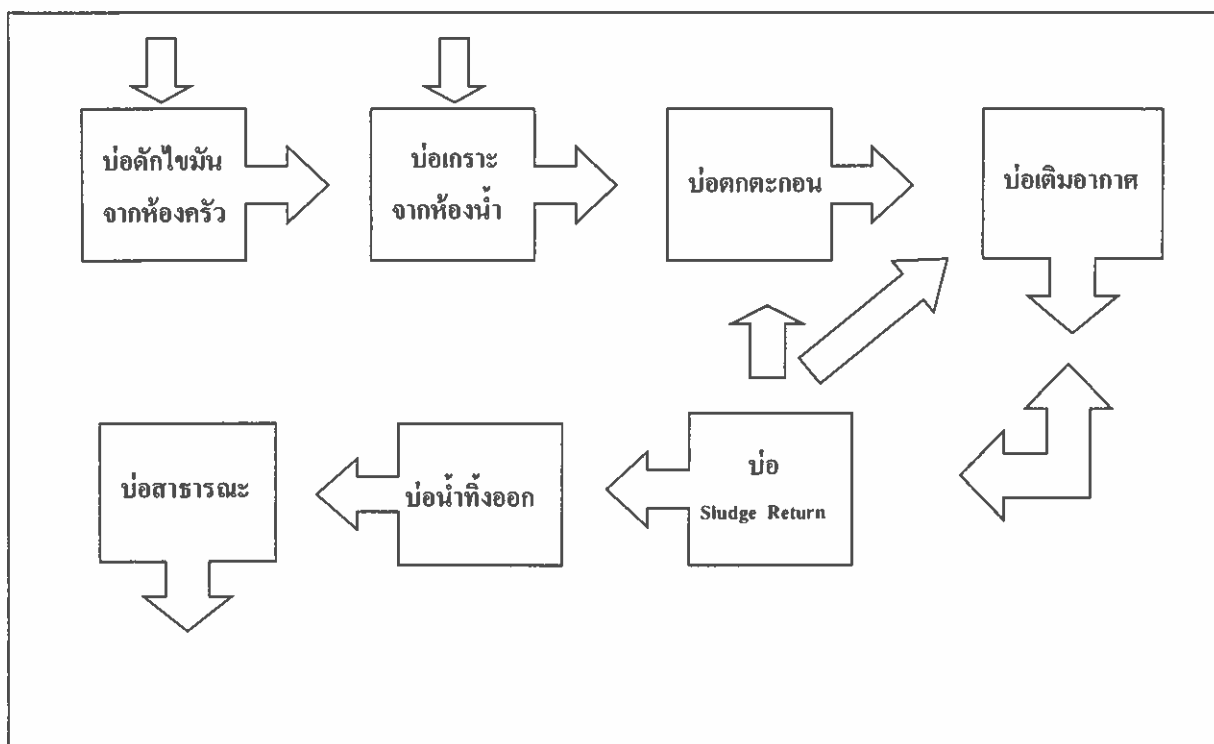 บ่อดักไขมัน
จากห้องครัว
บ่อเกราะ
จากห้องน้ำ
บ่อตกตะกอน
บ่อเติมอากาศ
บ่อสาธารณะ
บ่อน้ำทิ้งออก
บ่อ
Sludge Return